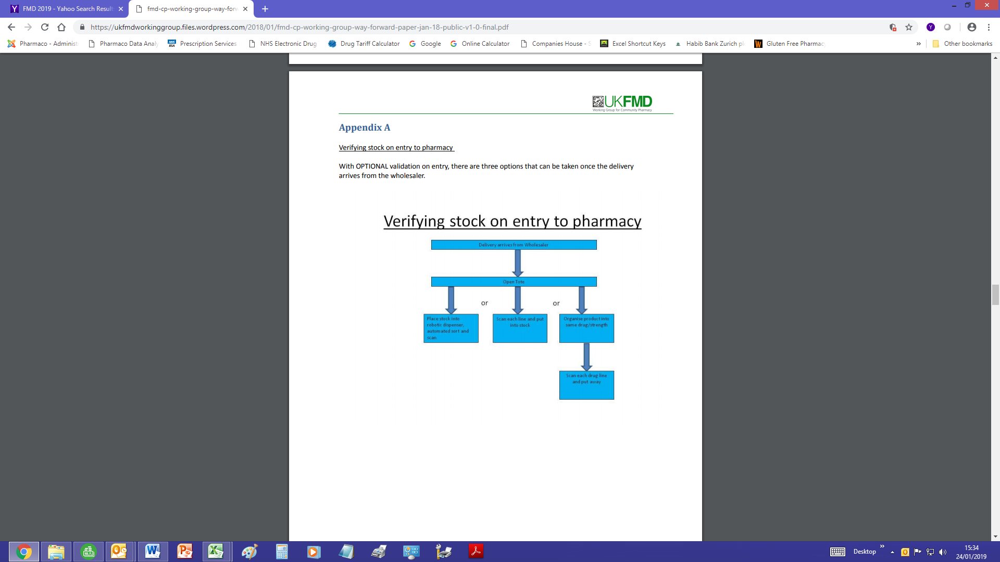 FMD 2019 - Yahoo Search Result
fmd-cp-working-group-way-forw
https://ukfmdworkinggroup.files.wordpress.com/2018/01/fmd-cp-working-group-way-forward-paper-jan-18-public-v1-0-final.pdf
Pharmaco - Administ
Pharmaco Data Analy
Prescription Services
NHS Electronic Drug
Drug Tariff Calculator
Google
Online Calculator
Companies House - S
Excel Shortcut Keys
Habib Bank Zurich pl
Gluten Free Pharmac
Other bookmarks
UKFMD
Working Group for Community Pharmacy
Appendix A
Verifying stock on entry to pharmacy
With OPTIONAL validation on entry, there are three options that can be taken once the delivery
arrives from the wholesaler.
Verifying stock on entry to pharmacy
Delivery arrives from Wholesaler
Open Tote
or
or
Place stock into
robotic dispenser,
automated sort and
scan
Scan each line and put
into stock
Organise product into
same drug/strength
Scan each drug line
and put away
Desktop
15:34
24/01/2019